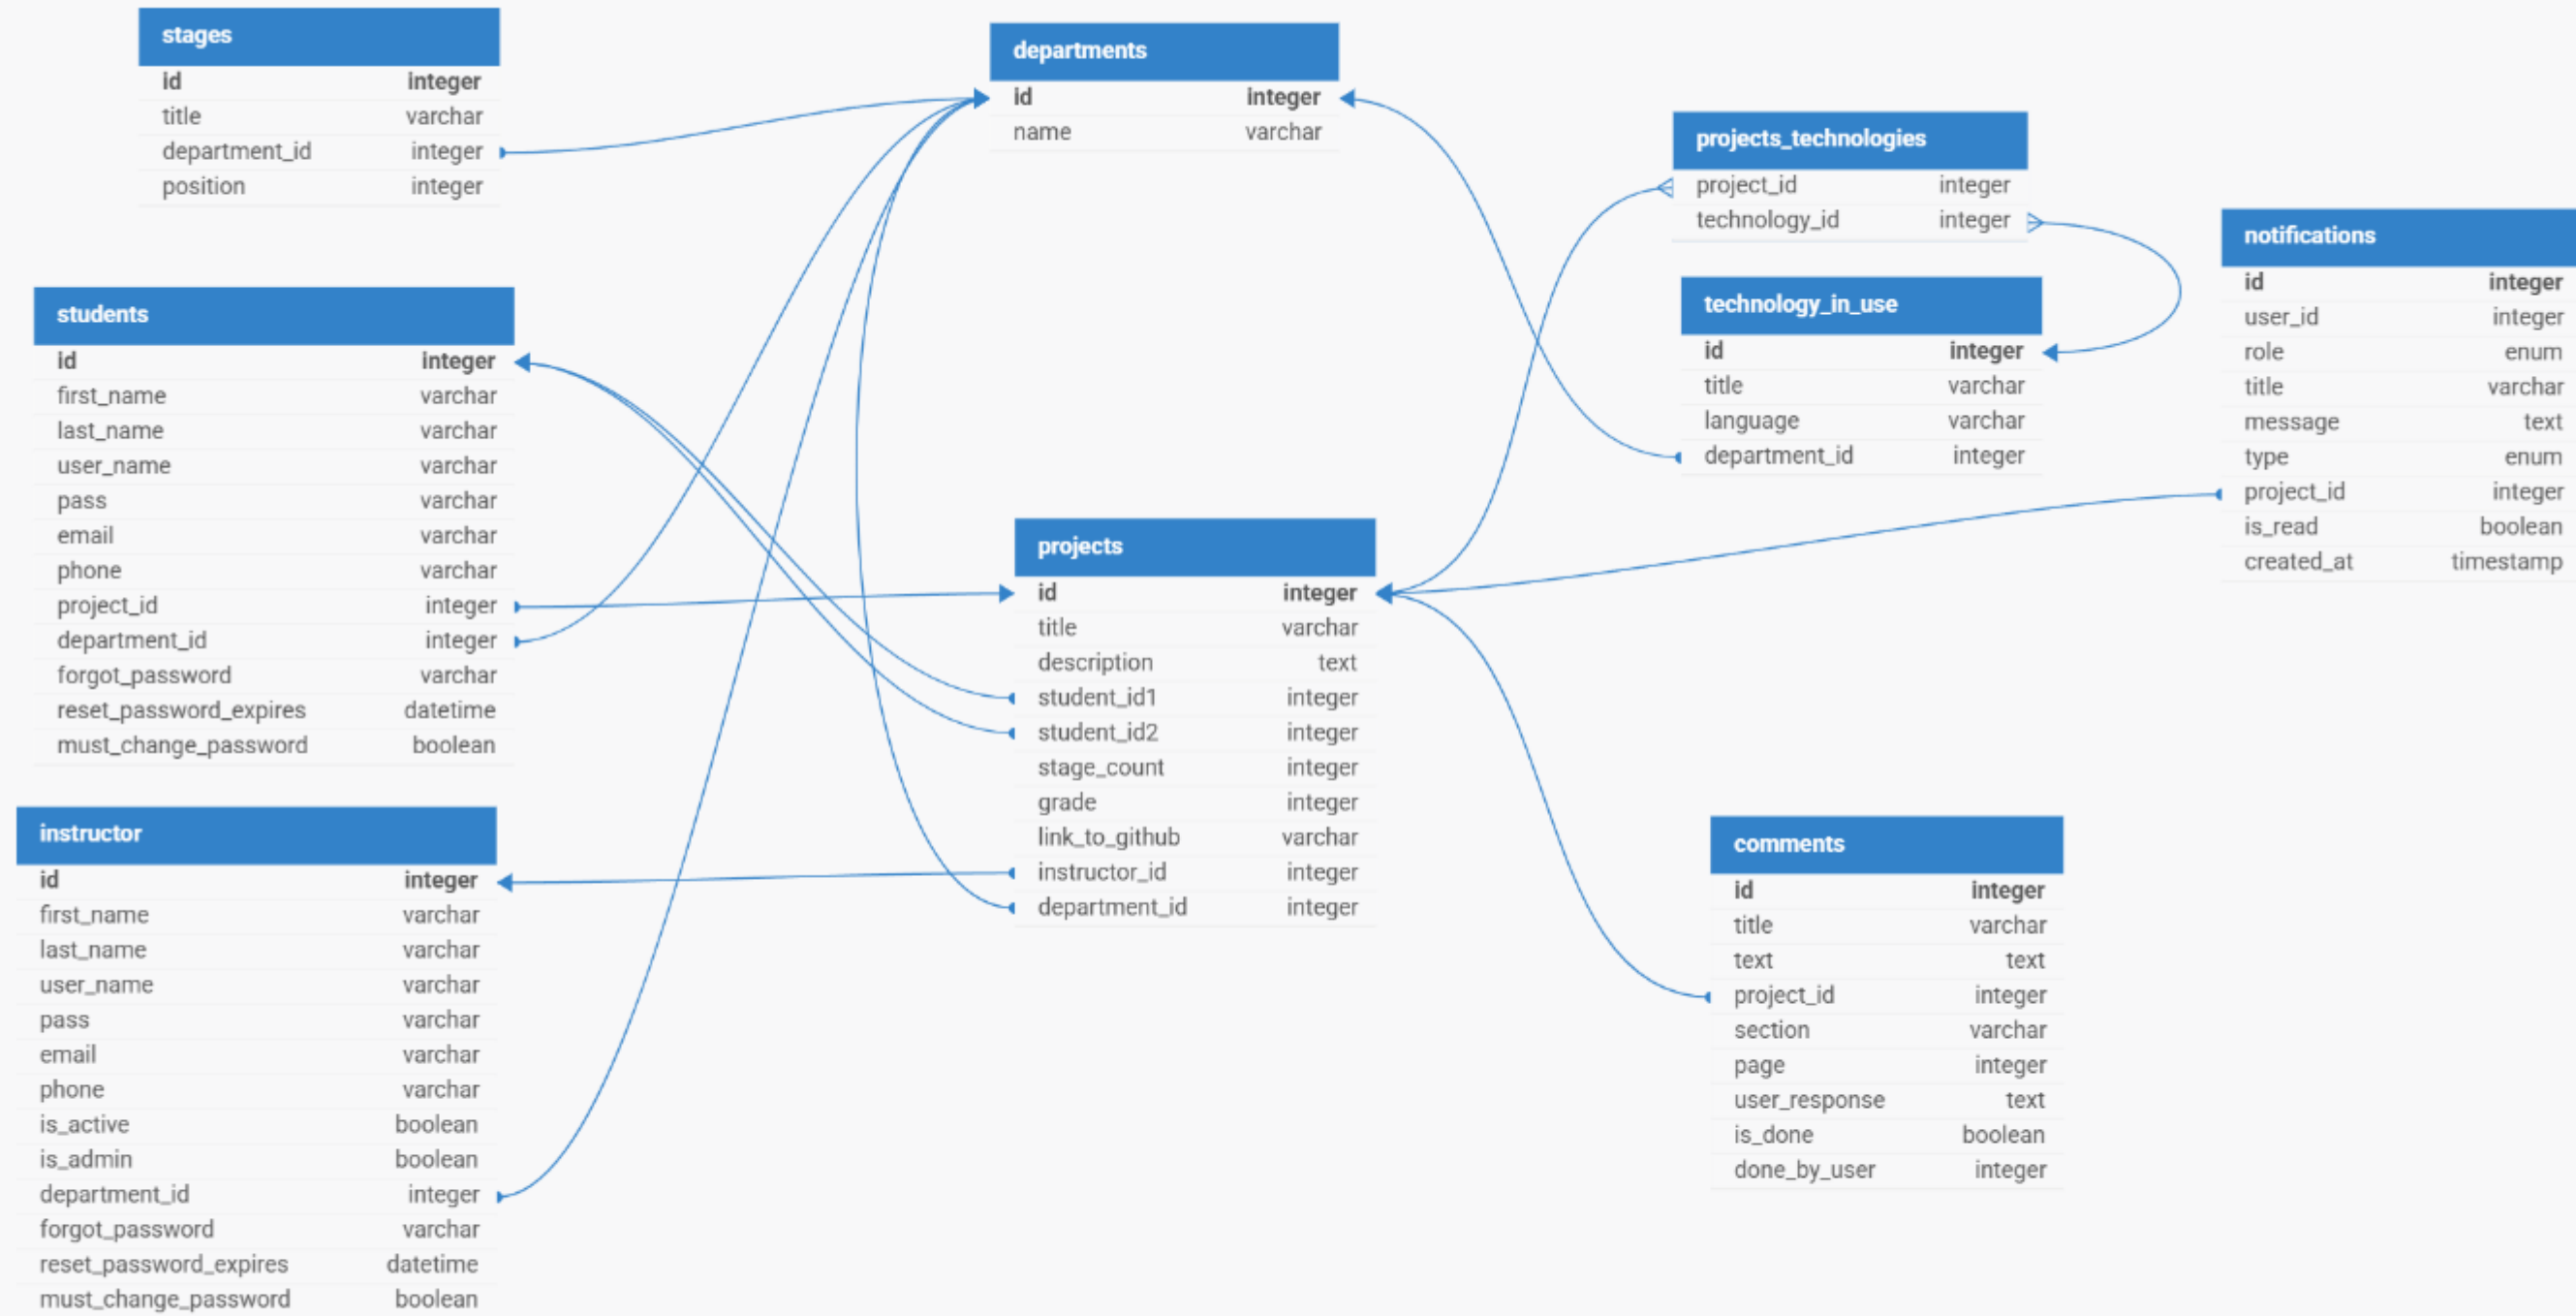 stages
id integer
title varchar
department_id integer
position integer
departments
id integer
name varchar
projects_technologies
project_id integer
technology_id integer
notifications
id integer
user_id integer
role enum
title varchar
message text
type enum
project_id integer
is_read boolean
created_at timestamp
technology_in_use
id integer
title varchar
language varchar
department_id integer
students
id integer
first_name varchar
last_name varchar
user_name varchar
pass varchar
email varchar
phone varchar
project_id integer
department_id integer
forgot_password varchar
reset_password_expires datetime
must_change_password boolean
projects
id integer
title varchar
description text
student_id1 integer
student_id2 integer
stage_count integer
grade integer
link_to_github varchar
instructor_id integer
department_id integer
instructor
id integer
first_name varchar
last_name varchar
user_name varchar
pass varchar
email varchar
phone varchar
is_active boolean
is_admin boolean
department_id integer
forgot_password varchar
reset_password_expires datetime
must_change_password boolean
comments
id integer
title varchar
text text
project_id integer
section varchar
page integer
user_response text
is_done boolean
done_by_user integer